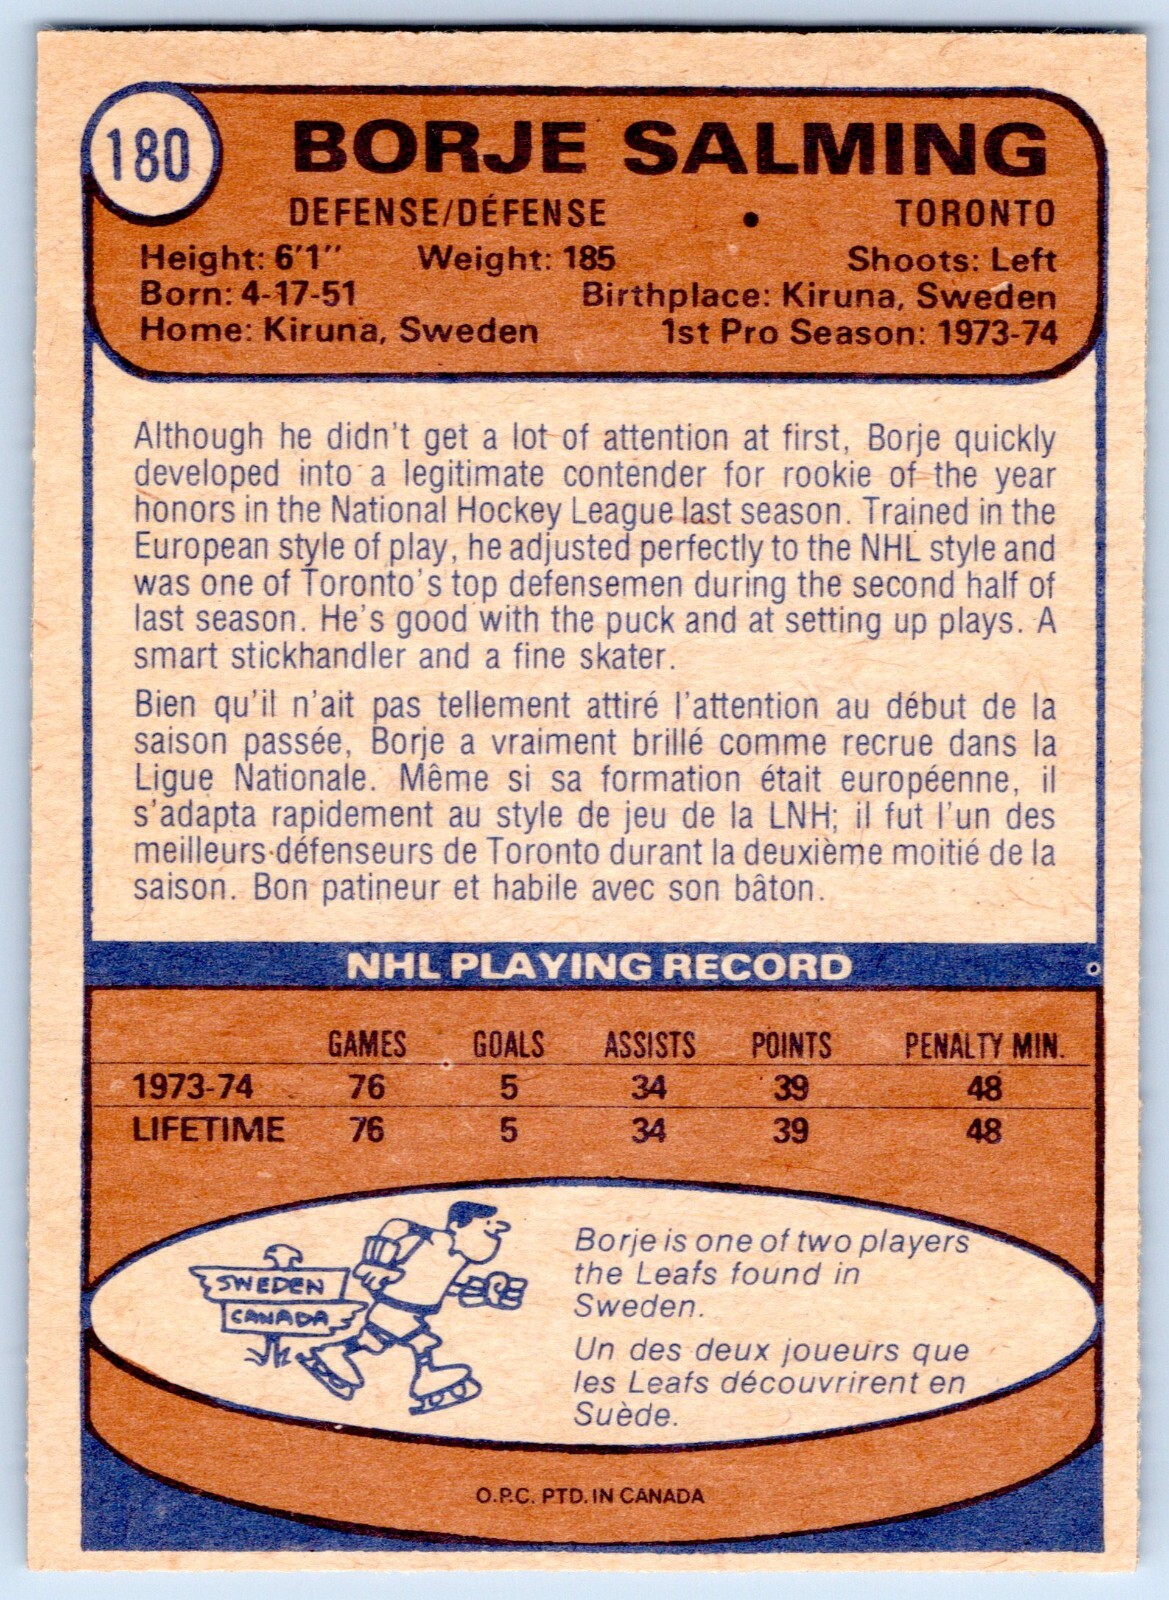 180
BORJE SALMING
DEFENSE/DÉFENSE • TORONTO
Height: 6'1" Weight: 185 Shoots: Left
Born: 4-17-51 Birthplace: Kiruna, Sweden
Home: Kiruna, Sweden 1st Pro Season: 1973-74
Although he didn't get a lot of attention at first, Borje quickly
developed into a legitimate contender for rookie of the year
honors in the National Hockey League last season. Trained in the
European style of play, he adjusted perfectly to the NHL style and
was one of Toronto's top defensemen during the second half of
last season. He's good with the puck and at setting up plays. A
smart stickhandler and a fine skater.
Bien qu'il n'ait pas tellement attiré l'attention au début de la
saison passée, Borje a vraiment brillé comme recrue dans la
Ligue Nationale. Même si sa formation était européenne, il
s'adapta rapidement au style de jeu de la LNH; il fut l'un des
meilleurs défenseurs de Toronto durant la deuxième moitié de la
saison. Bon patineur et habile avec son bâton.
NHL PLAYING RECORD
GAMES GOALS ASSISTS POINTS PENALTY MIN.
1973-74 76 5 34 39 48
LIFETIME 76 5 34 39 48
SWEDEN
CANADA
Borje is one of two players
the Leafs found in
Sweden.
Un des deux joueurs que
les Leafs découvrirent en
Suède.
O.P.C. PTD. IN CANADA